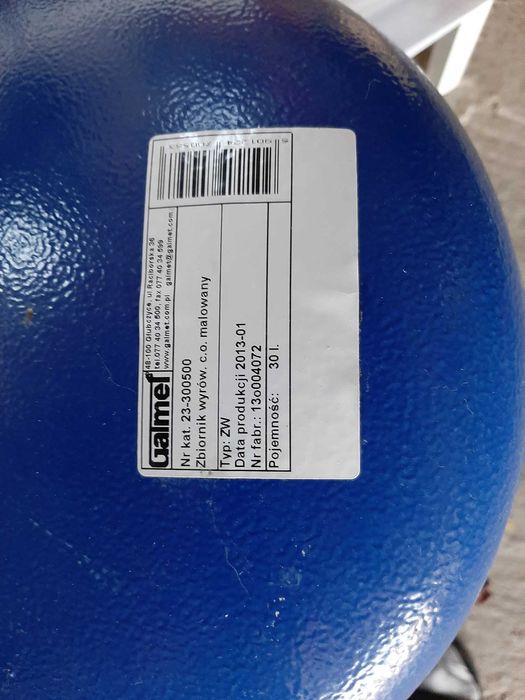 Galmet
48-100 Głubczyce, ul Raciborska 36
tel.077 40 34 500, fax 077 40 34 599
www.galmet.com.pl galmet@galmet.com
Nr kat. 23-300500
Zbiornik wyrów. c.o. malowany
Typ: ZW
Data produkcji 2013-01
Nr fabr.: 13o004072
Pojemność: 30 l.